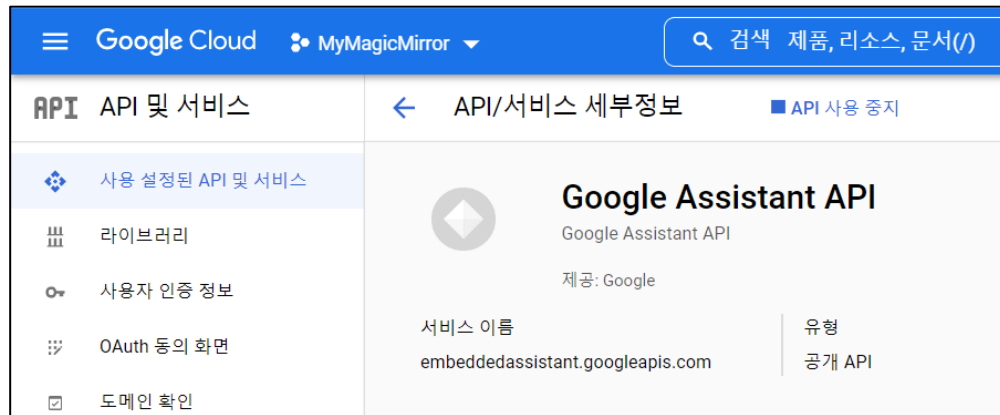 Google Cloud MyMagicMirror 검색 제품, 리소스, 문서(/)
API API 및 서비스
API/서비스 세부정보 API 사용 중지
사용 설정된 API 및 서비스
라이브러리
사용자 인증 정보
OAuth 동의 화면
도메인 확인
Google Assistant API
Google Assistant API
제공: Google
서비스 이름
embeddedassistant.googleapis.com
유형
공개 API